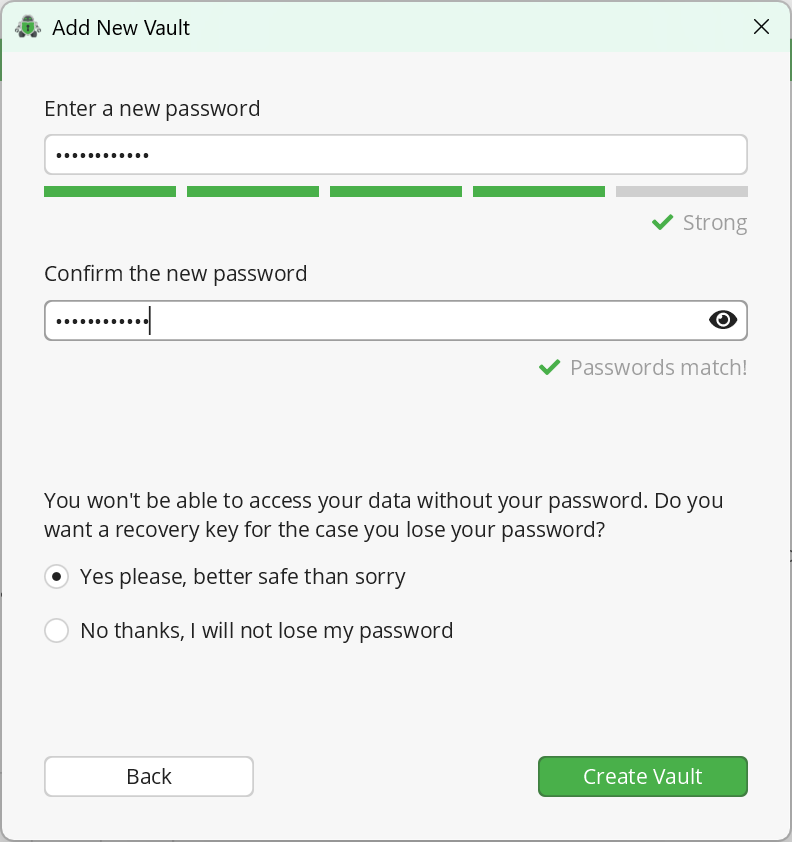 Add New Vault
Enter a new password
••••••••••••
Strong
Confirm the new password
••••••••••••
Passwords match!
You won't be able to access your data without your password. Do you
want a recovery key for the case you lose your password?
Yes please, better safe than sorry
No thanks, I will not lose my password
Back
Create Vault